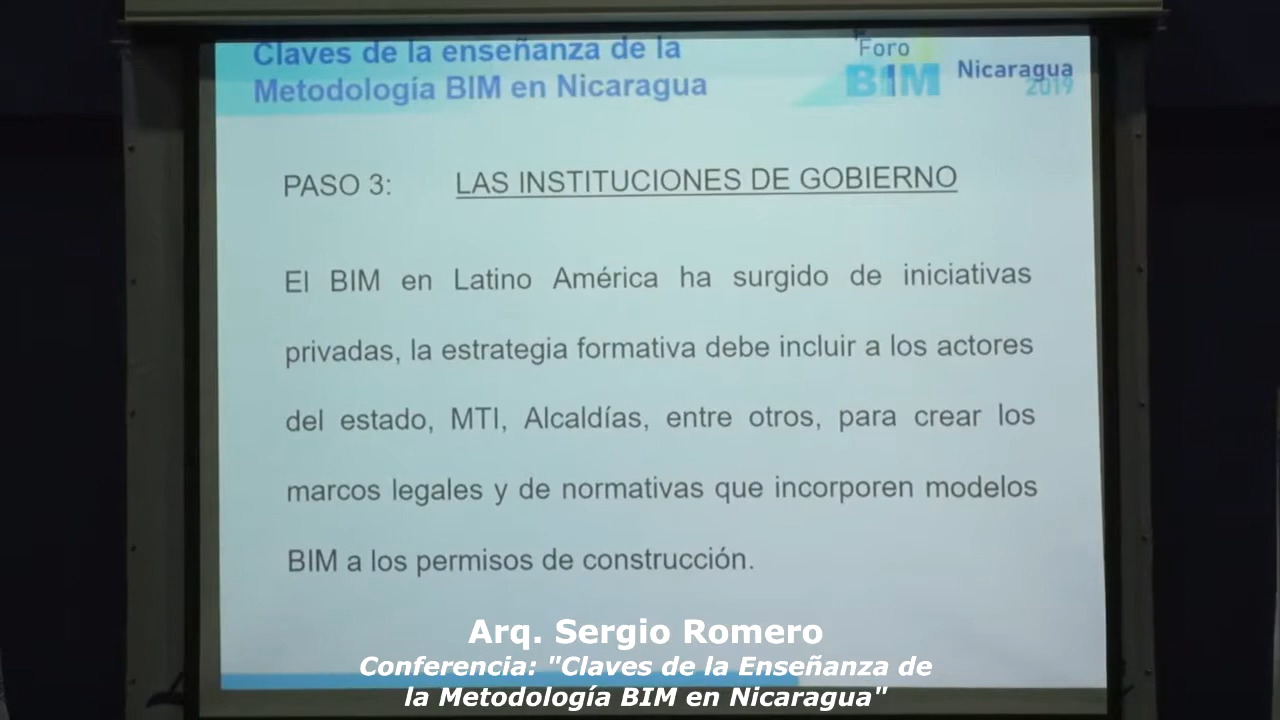 Claves de la enseñanza de la
Metodología BIM en Nicaragua
1er Foro
BIM Nicaragua
2019
PASO 3: LAS INSTITUCIONES DE GOBIERNO
El BIM en Latino América ha surgido de iniciativas
privadas, la estrategia formativa debe incluir a los actores
del estado, MTI, Alcaldías, entre otros, para crear los
marcos legales y de normativas que incorporen modelos
BIM a los permisos de construcción.
Arq. Sergio Romero
Conferencia: "Claves de la Enseñanza de
la Metodología BIM en Nicaragua"